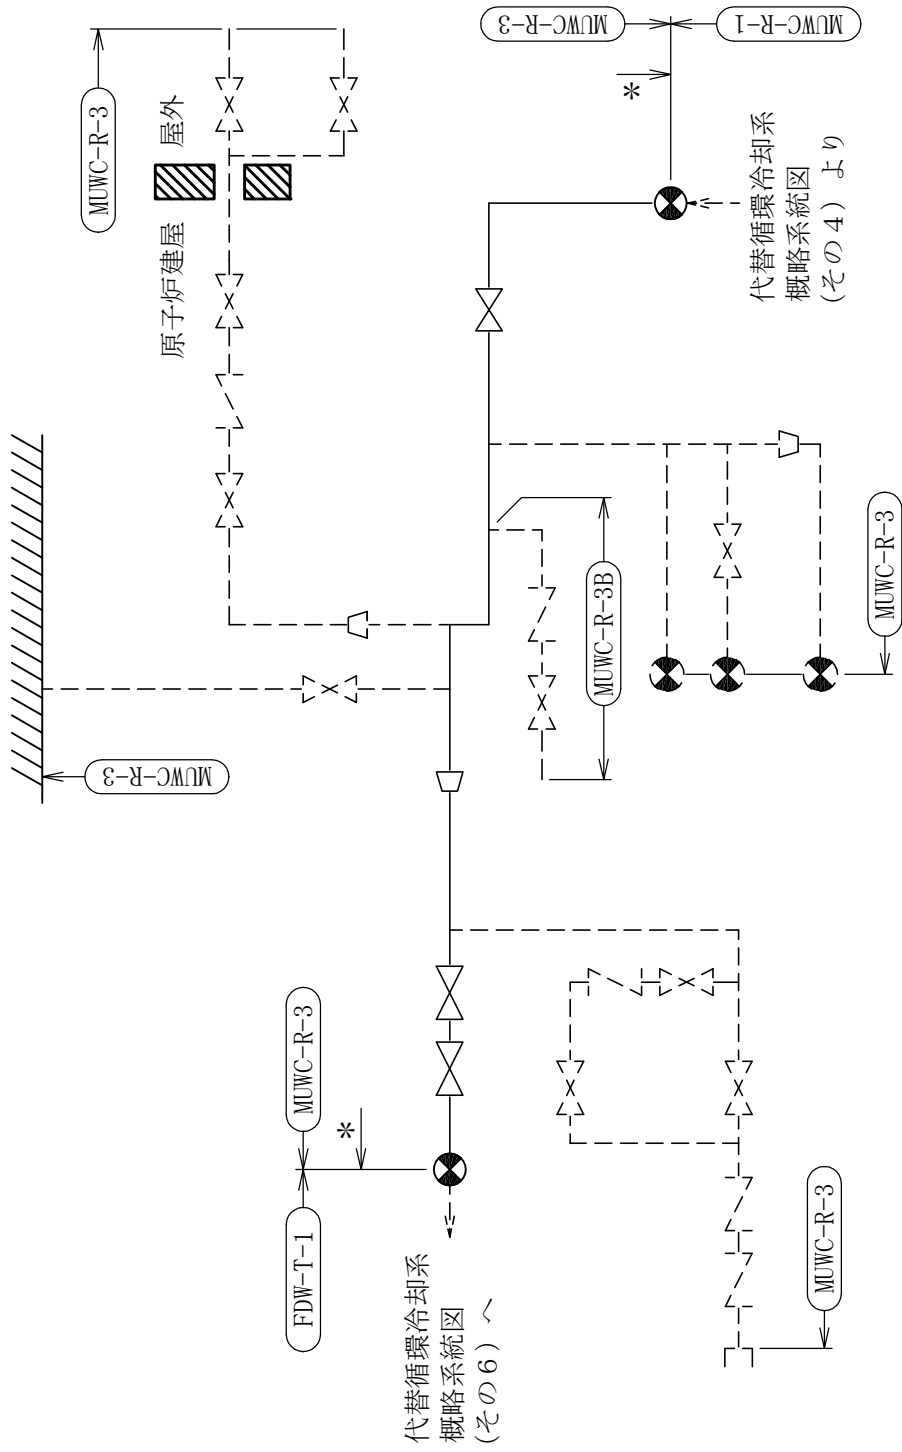 MUWC-R-3
原子炉建屋 屋外
MUWC-R-3
FDW-T-1
MUWC-R-3
*
代替循環冷却系
概略系統図
(その6) へ
MUWC-R-3
MUWC-R-1
*
MUWC-R-3B
代替循環冷却系
概略系統図
(その4) より
MUWC-R-3
MUWC-R-3